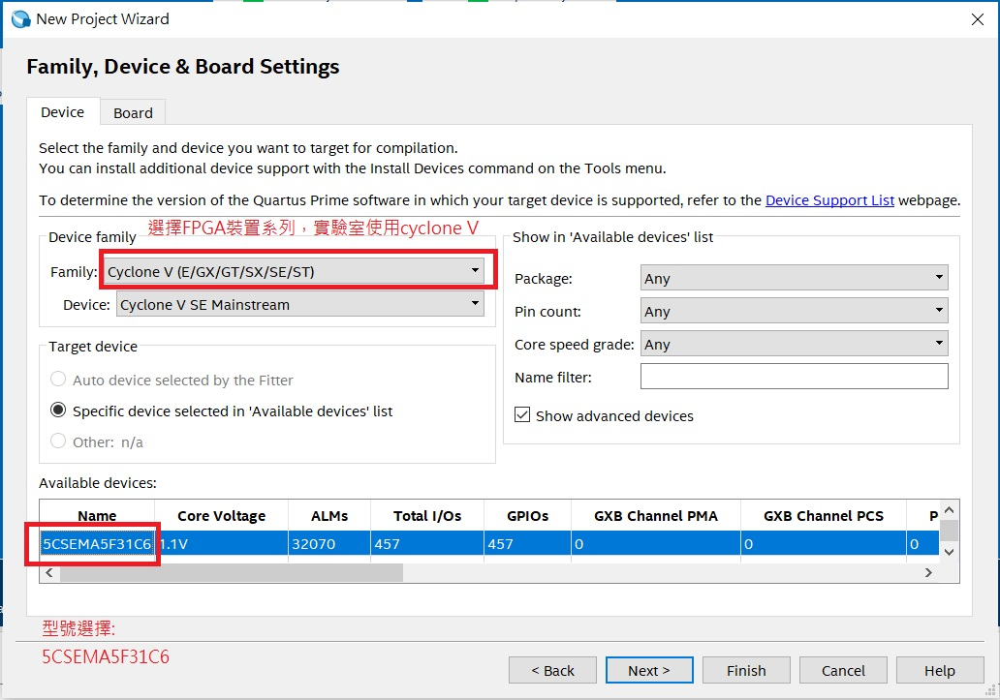 New Project Wizard
Family, Device & Board Settings
Device
Board
Select the family and device you want to target for compilation.
You can install additional device support with the Install Devices command on the Tools menu.
To determine the version of the Quartus Prime software in which your target device is supported, refer to the Device Support List webpage.
選擇FPGA裝置系列，實驗室使用cyclone V
Device family
Family: Cyclone V (E/GX/GT/SX/SE/ST)
Device: Cyclone V SE Mainstream
Show in 'Available devices' list
Package: Any
Pin count: Any
Core speed grade: Any
Name filter:
Show advanced devices
Target device
Auto device selected by the Fitter
Specific device selected in 'Available devices' list
Other: n/a
Available devices:
Name Core Voltage ALMs Total I/Os GPIOs GXB Channel PMA GXB Channel PCS P
5CSEMA5F31C6 1.1V 32070 457 457 0 0 0
型號選擇:
5CSEMA5F31C6
< Back
Next >
Finish
Cancel
Help